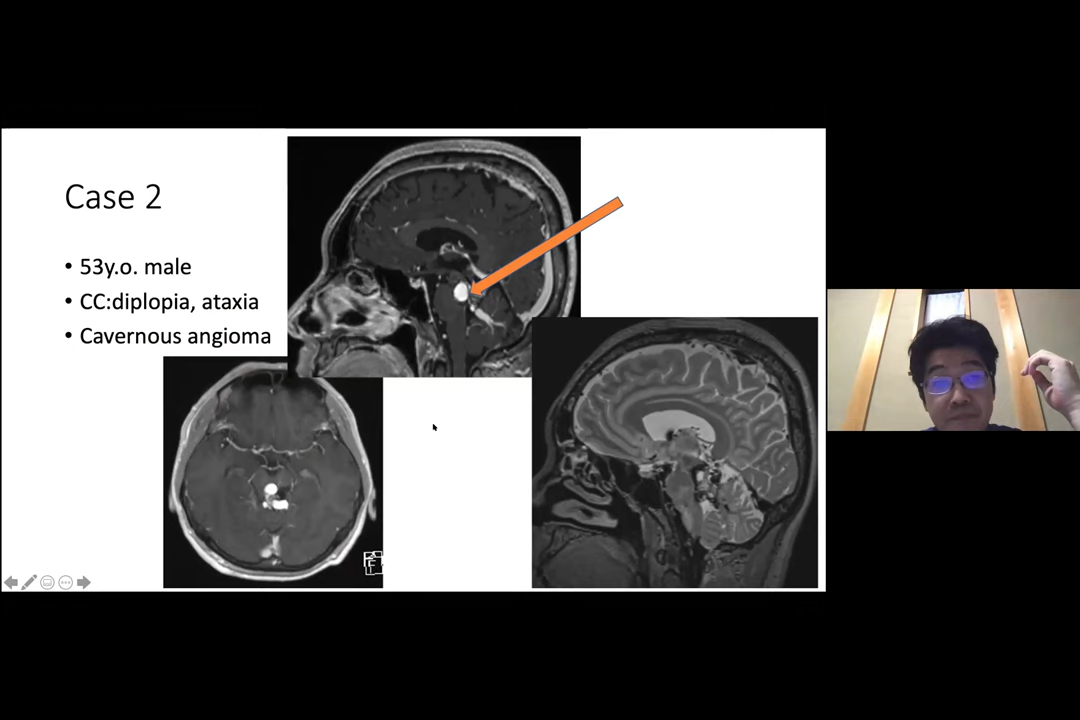 Case 2
• 53y.o. male
• CC:diplopia, ataxia
• Cavernous angioma